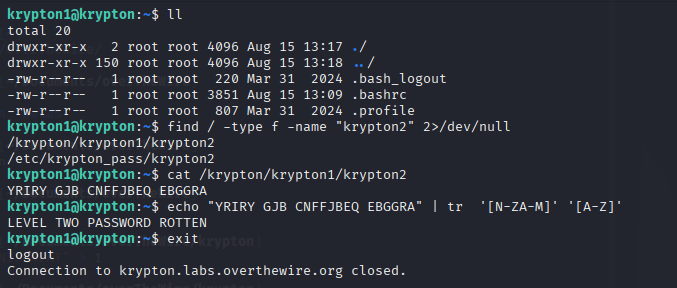 krypton1@krypton:~$ ll
total 20
drwxr-xr-x   2 root root 4096 Aug 15 13:17 ./
drwxr-xr-x 150 root root 4096 Aug 15 13:18 ../
-rw-r--r--   1 root root  220 Mar 31  2024 .bash_logout
-rw-r--r--   1 root root 3851 Aug 15 13:09 .bashrc
-rw-r--r--   1 root root  807 Mar 31  2024 .profile
krypton1@krypton:~$ find / -type f -name "krypton2" 2>/dev/null
/krypton/krypton1/krypton2
/etc/krypton_pass/krypton2
krypton1@krypton:~$ cat /krypton/krypton1/krypton2
YRIRY GJB CNFFJBEQ EBGGRA
krypton1@krypton:~$ echo "YRIRY GJB CNFFJBEQ EBGGRA" | tr  '[N-ZA-M]' '[A-Z]'
LEVEL TWO PASSWORD ROTTEN
krypton1@krypton:~$ exit
logout
Connection to krypton.labs.overthewire.org closed.